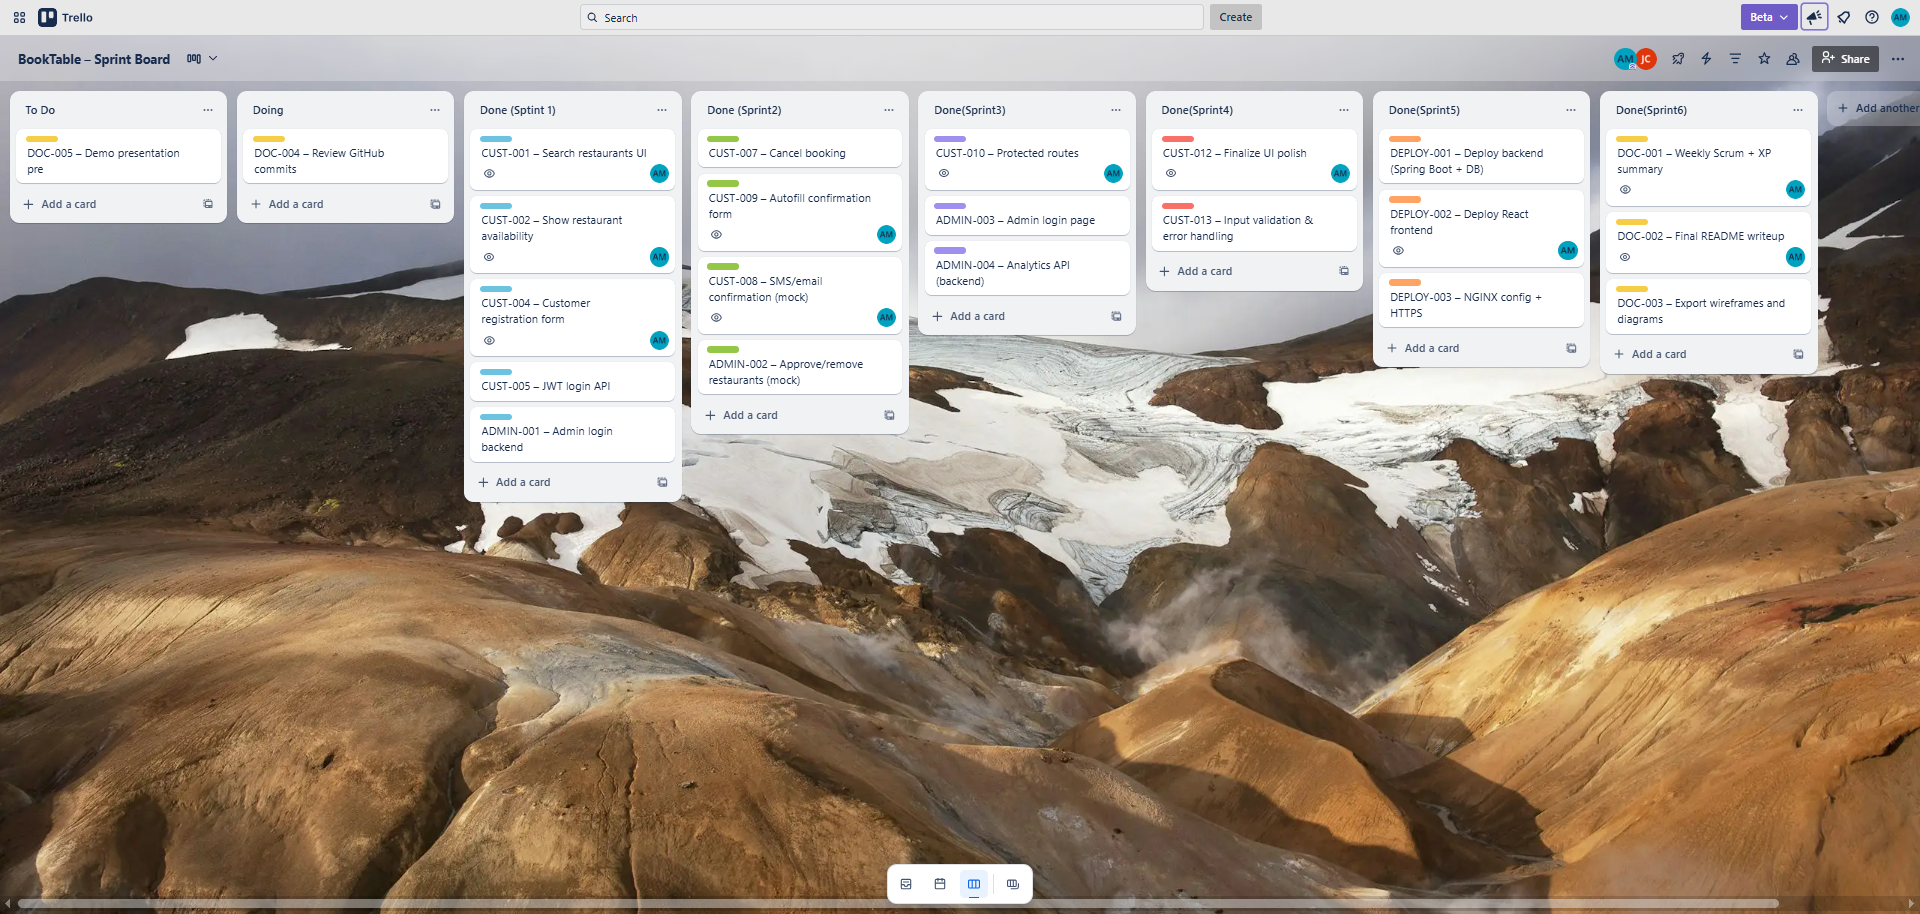 Trello
Search
Create
Beta
AM
BookTable – Sprint Board
AM
JC
Share
To Do
DOC-005 – Demo presentation
pre
Add a card
Doing
DOC-004 – Review GitHub
commits
Add a card
Done (Sptint 1)
CUST-001 – Search restaurants UI
AM
CUST-002 – Show restaurant
availability
AM
CUST-004 – Customer
registration form
AM
CUST-005 – JWT login API
ADMIN-001 – Admin login
backend
Add a card
Done (Sprint2)
CUST-007 – Cancel booking
CUST-009 – Autofill confirmation
form
AM
CUST-008 – SMS/email
confirmation (mock)
AM
ADMIN-002 – Approve/remove
restaurants (mock)
Add a card
Done(Sprint3)
CUST-010 – Protected routes
AM
ADMIN-003 – Admin login page
ADMIN-004 – Analytics API
(backend)
Add a card
Done(Sprint4)
CUST-012 – Finalize UI polish
AM
CUST-013 – Input validation &
error handling
Add a card
Done(Sprint5)
DEPLOY-001 – Deploy backend
(Spring Boot + DB)
DEPLOY-002 – Deploy React
frontend
AM
DEPLOY-003 – NGINX config +
HTTPS
Add a card
Done(Sprint6)
DOC-001 – Weekly Scrum + XP
summary
AM
DOC-002 – Final README writeup
AM
DOC-003 – Export wireframes and
diagrams
Add a card
Add another